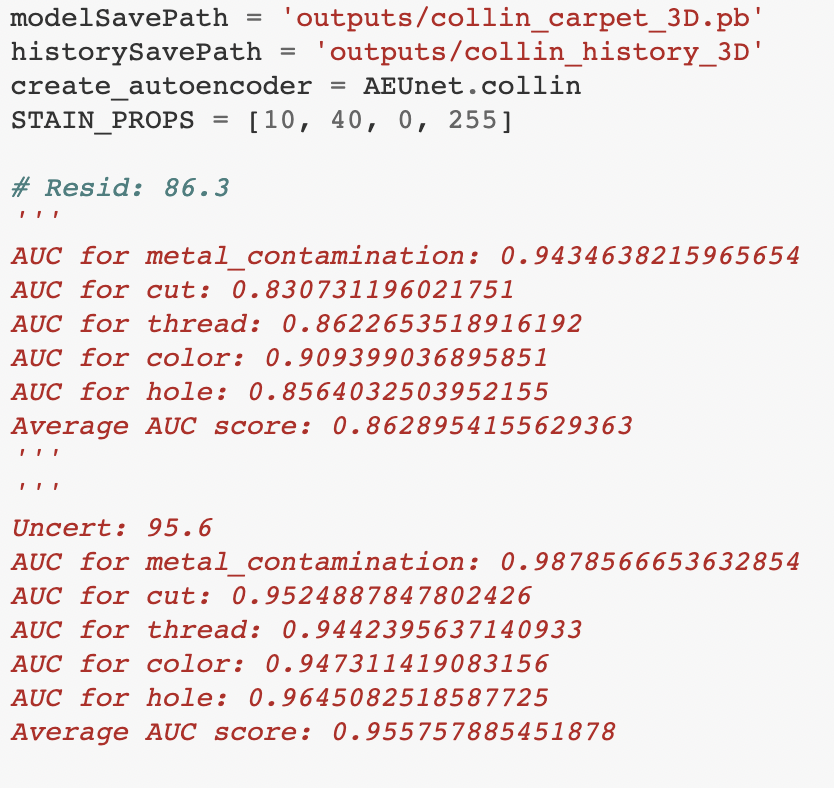 modelSavePath = 'outputs/collin_carpet_3D.pb'
historySavePath = 'outputs/collin_history_3D'
create_autoencoder = AEUnet.collin
STAIN_PROPS = [10, 40, 0, 255]
# Resid: 86.3
'''
AUC for metal_contamination: 0.9434638215965654
AUC for cut: 0.830731196021751
AUC for thread: 0.8622653518916192
AUC for color: 0.909399036895851
AUC for hole: 0.8564032503952155
Average AUC score: 0.8628954155629363
'''
'''
Uncert: 95.6
AUC for metal_contamination: 0.9878566653632854
AUC for cut: 0.9524887847802426
AUC for thread: 0.9442395637140933
AUC for color: 0.947311419083156
AUC for hole: 0.9645082518587725
Average AUC score: 0.955757885451878